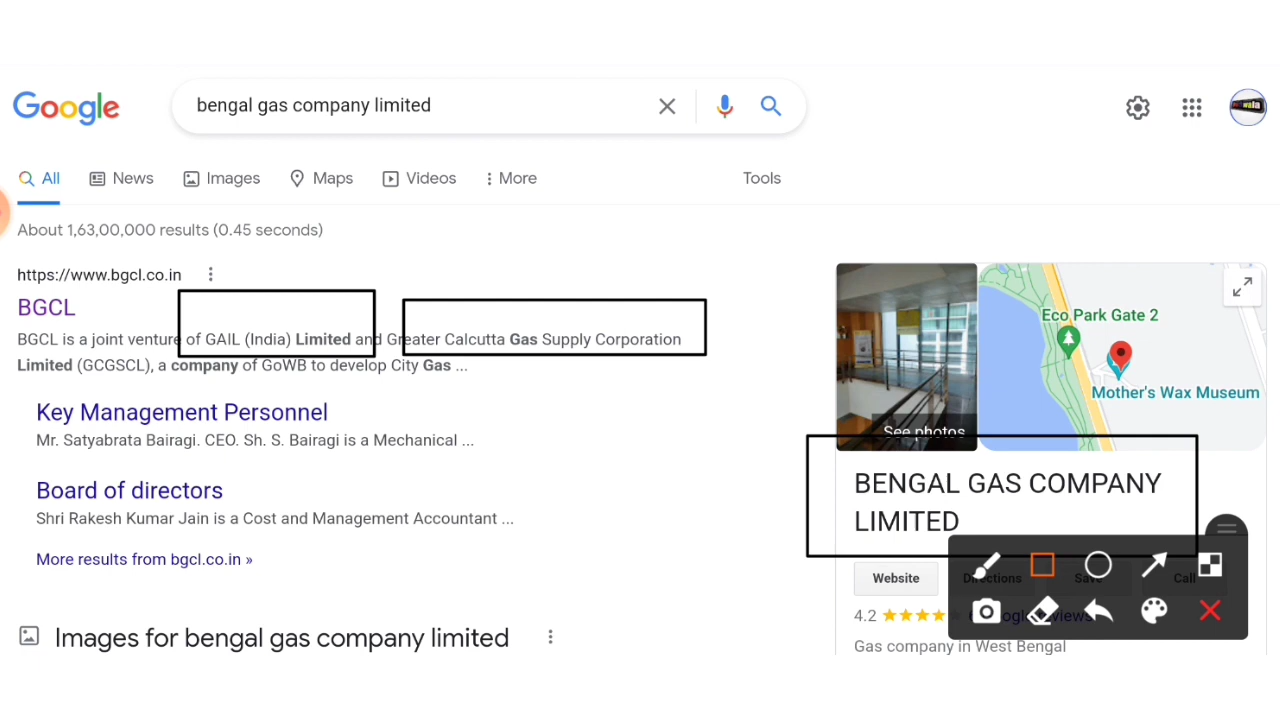 Google
bengal gas company limited
All
News
Images
Maps
Videos
More
Tools
About 1,63,00,000 results (0.45 seconds)
https://www.bgcl.co.in
BGCL
BGCL is a joint venture of GAIL (India) Limited and Greater Calcutta Gas Supply Corporation
Limited (GCGSCL), a company of GoWB to develop City Gas ...
Key Management Personnel
Mr. Satyabrata Bairagi. CEO. Sh. S. Bairagi is a Mechanical ...
Board of directors
Shri Rakesh Kumar Jain is a Cost and Management Accountant ...
More results from bgcl.co.in »
Images for bengal gas company limited
Eco Park Gate 2
Mother's Wax Museum
See photos
BENGAL GAS COMPANY
LIMITED
Website
Directions
Save
Call
4.2
Gas company in West Bengal